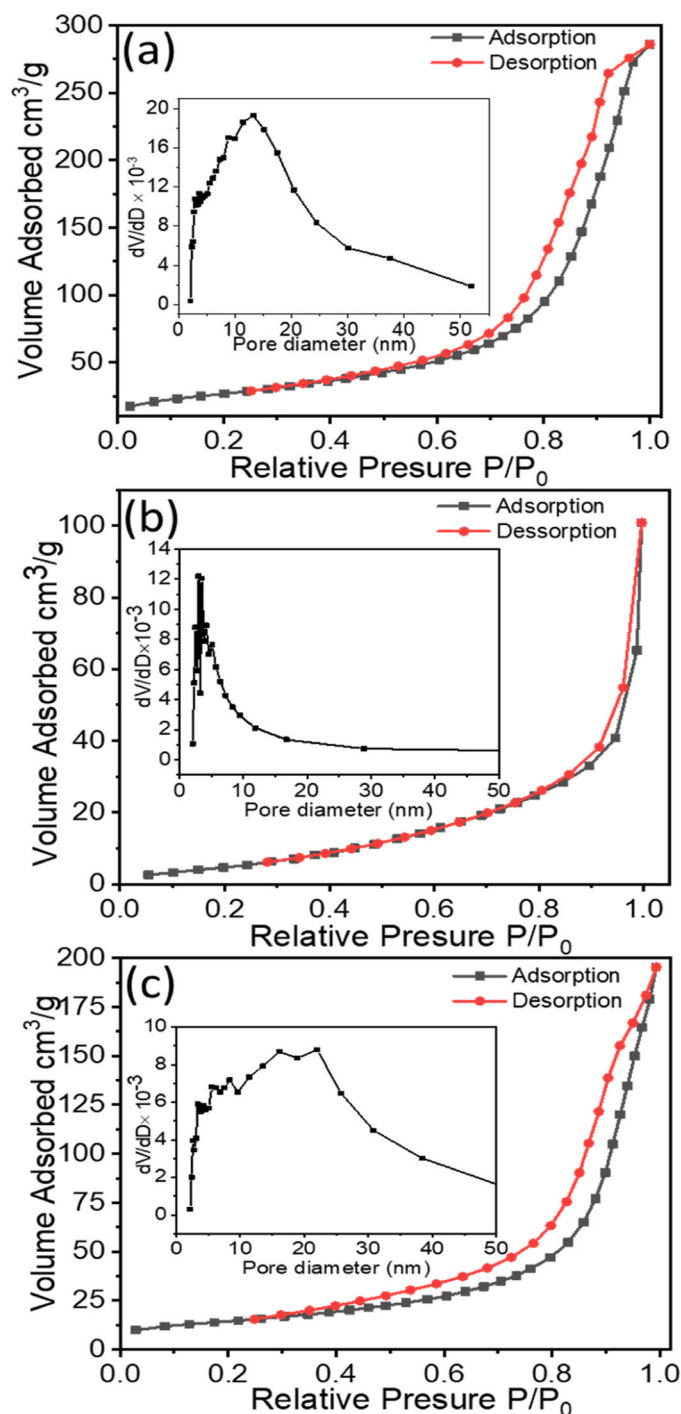 (a)
Adsorption
Desorption
Volume Adsorbed cm³/g
300
250
200
150
100
50
0.0 0.2 0.4 0.6 0.8 1.0
Relative Presure P/P₀
dV/dD × 10⁻³
20
16
12
8
4
0
0 10 20 30 40 50
Pore diameter (nm)
(b)
Adsorption
Dessorption
Volume Adsorbed cm³/g
100
80
60
40
20
0
0.0 0.2 0.4 0.6 0.8 1.0
Relative Presure P/P₀
dV/dD×10⁻³
14
12
10
8
6
4
2
0
0 10 20 30 40 50
Pore diameter (nm)
(c)
Adsorption
Desorption
Volume Adsorbed cm³/g
200
175
150
125
100
75
50
25
0
0.0 0.2 0.4 0.6 0.8 1.0
Relative Presure P/P₀
dV/dD× 10⁻³
10
8
6
4
2
0
0 10 20 30 40 50
Pore diameter (nm)